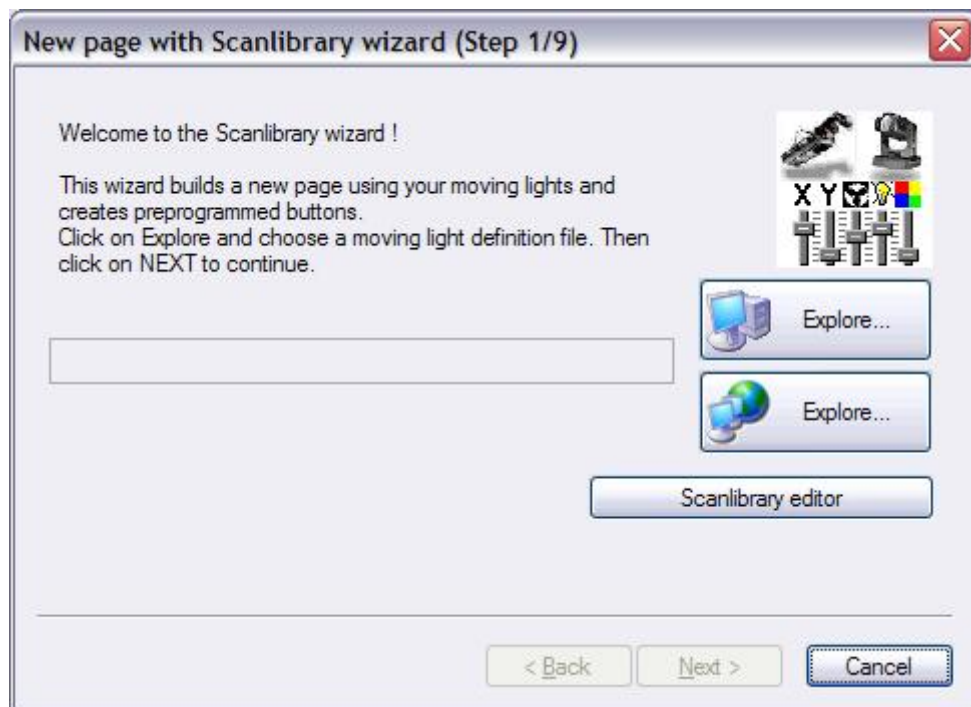 New page with Scanlibrary wizard (Step 1/9)
Welcome to the Scanlibrary wizard !
This wizard builds a new page using your moving lights and
creates preprogrammed buttons.
Click on Explore and choose a moving light definition file. Then
click on NEXT to continue.
X Y
Explore...
Explore...
Scanlibrary editor
< Back
Next >
Cancel